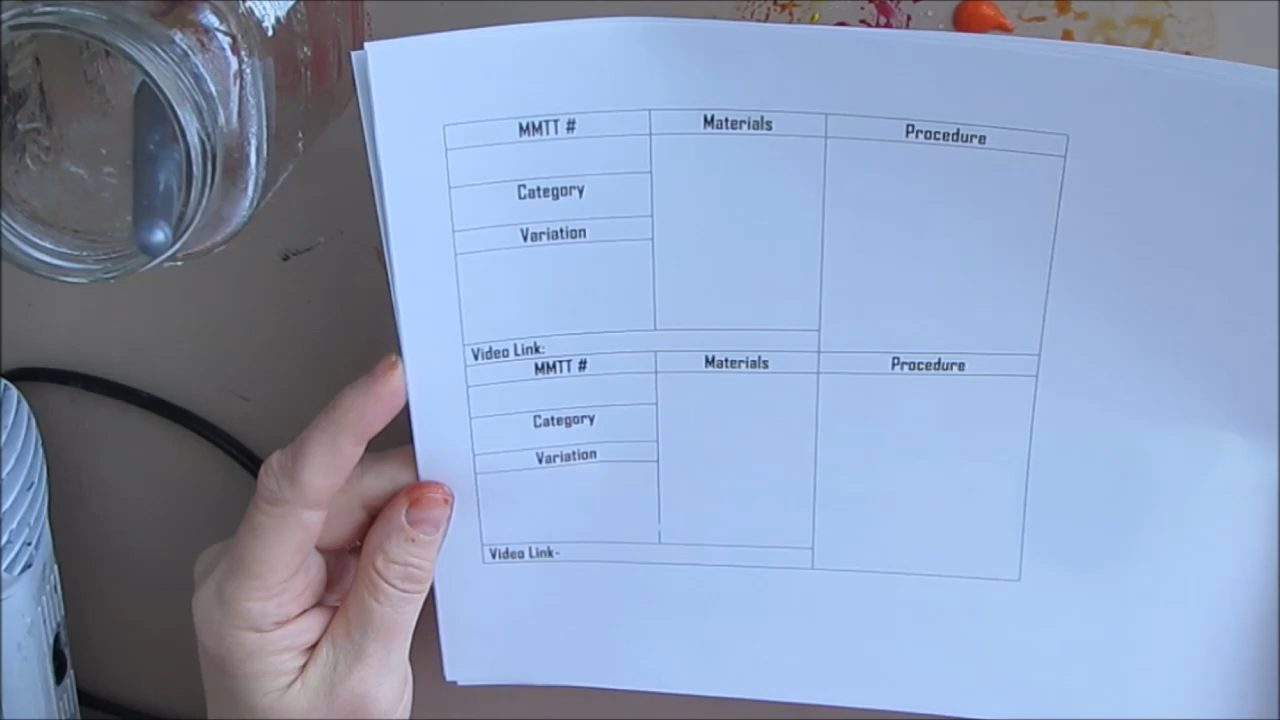 MMTT # Materials Procedure
Category
Variation
Video Link:
MMTT # Materials Procedure
Category
Variation
Video Link-